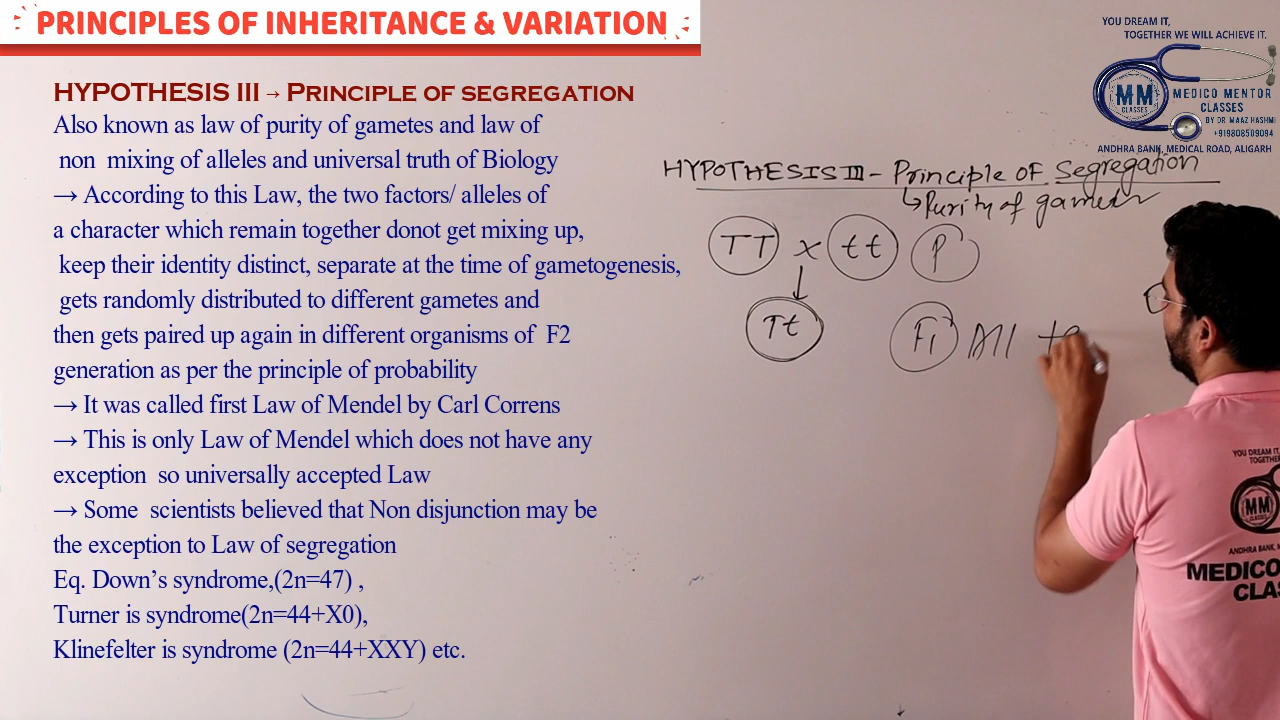 PRINCIPLES OF INHERITANCE & VARIATION
HYPOTHESIS III → PRINCIPLE OF SEGREGATION
Also known as law of purity of gametes and law of
non mixing of alleles and universal truth of Biology
→ According to this Law, the two factors/ alleles of
a character which remain together donot get mixing up,
keep their identity distinct, separate at the time of gametogenesis,
gets randomly distributed to different gametes and
then gets paired up again in different organisms of F2
generation as per the principle of probability
→ It was called first Law of Mendel by Carl Correns
→ This is only Law of Mendel which does not have any
exception so universally accepted Law
→ Some scientists believed that Non disjunction may be
the exception to Law of segregation
Eq. Down's syndrome,(2n=47) ,
Turner is syndrome(2n=44+X0),
Klinefelter is syndrome (2n=44+XXY) etc.
YOU DREAM IT,
TOGETHER WE WILL ACHIEVE IT.
MM
CLASSES
MEDICO MENTOR
CLASSES
BY DR MAAZ HASHMI
+919808509094
ANDHRA BANK, MEDICAL ROAD, ALIGARH
HYPOTHESIS III - Principle OF Segregation
↳ Purity of
TT x tt P
↓
Tt F1 All
YOU DREAM IT,
MM
ANDHRA BANK,
MEDICO